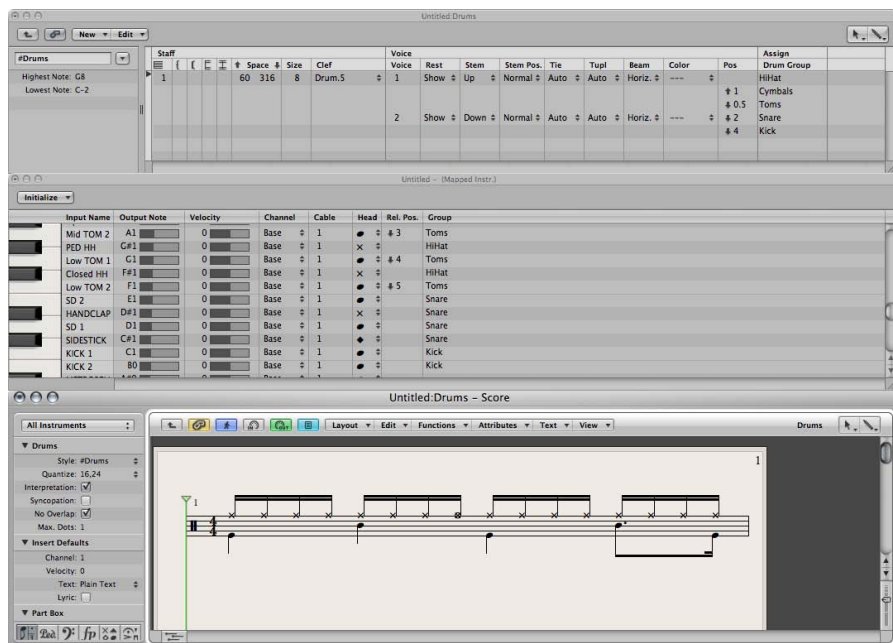 Untitled:Drums
New Edit
#Drums
Highest Note: G8
Lowest Note: C-2
Staff Voice Assign
Space Size Clef Voice Rest Stem Stem Pos. Tie Tupl Beam Color Pos Drum Group
1 60 316 8 Drum.5 1 Show Up Normal Auto Auto Horiz. --- HiHat
1 Cymbals
0.5 Toms
2 Show Down Normal Auto Auto Horiz. --- 2 Snare
4 Kick
Untitled - (Mapped Instr.)
Initialize
Input Name Output Note Velocity Channel Cable Head Rel. Pos. Group
Mid TOM 2 A1 0 Base 1 3 Toms
PED HH G#1 0 Base 1 HiHat
Low TOM 1 G1 0 Base 1 4 Toms
Closed HH F#1 0 Base 1 HiHat
Low TOM 2 F1 0 Base 1 5 Toms
SD 2 E1 0 Base 1 Snare
HANDCLAP D#1 0 Base 1 Snare
SD 1 D1 0 Base 1 Snare
SIDESTICK C#1 0 Base 1 Snare
KICK 1 C1 0 Base 1 Kick
KICK 2 B0 0 Base 1 Kick
Untitled:Drums - Score
All Instruments
Layout Edit Functions Attributes Text View Drums
Drums
Style: #Drums
Quantize: 16,24
Interpretation:
Syncopation:
No Overlap:
Max. Dots: 1
Insert Defaults
Channel: 1
Velocity: 0
Text: Plain Text
Lyric:
Part Box
1
1
4
4